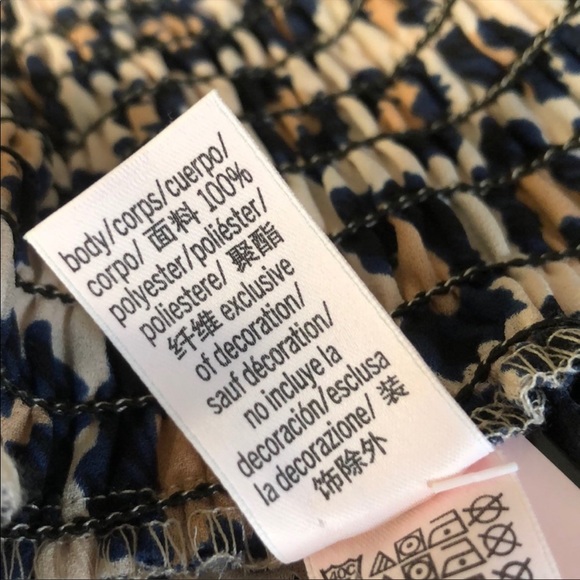 body/corps/cuerpo/
corpo/ 面料 100%
polyester/poliéster/
poliestere/ 聚酯
纤维 exclusive
of decoration/
sauf décoration/
no incluye la
decoración/esclusa
la decorazione/ 装
饰除外